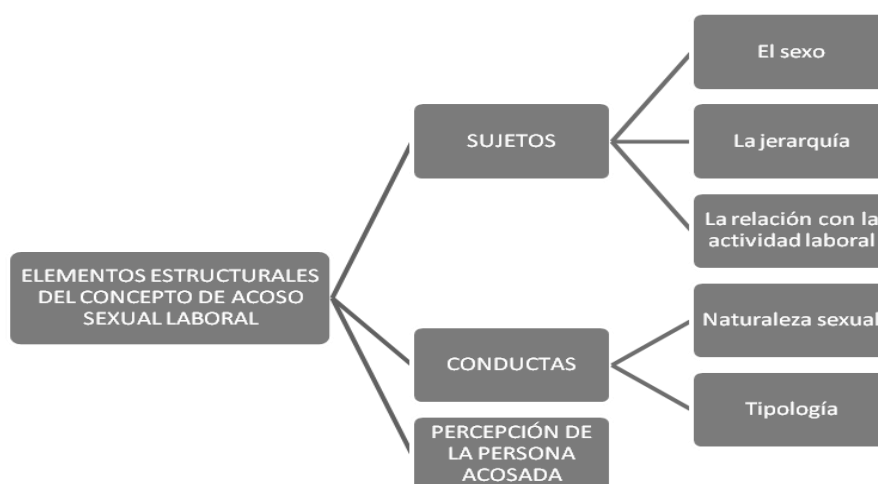 El sexo
SUJETOS
La jerarquía
La relación con la
actividad laboral
ELEMENTOS ESTRUCTURALES
DEL CONCEPTO DE ACOSO
SEXUAL LABORAL
Naturaleza sexual
CONDUCTAS
Tipología
PERCEPCIÓN DE
LA PERSONA
ACOSADA